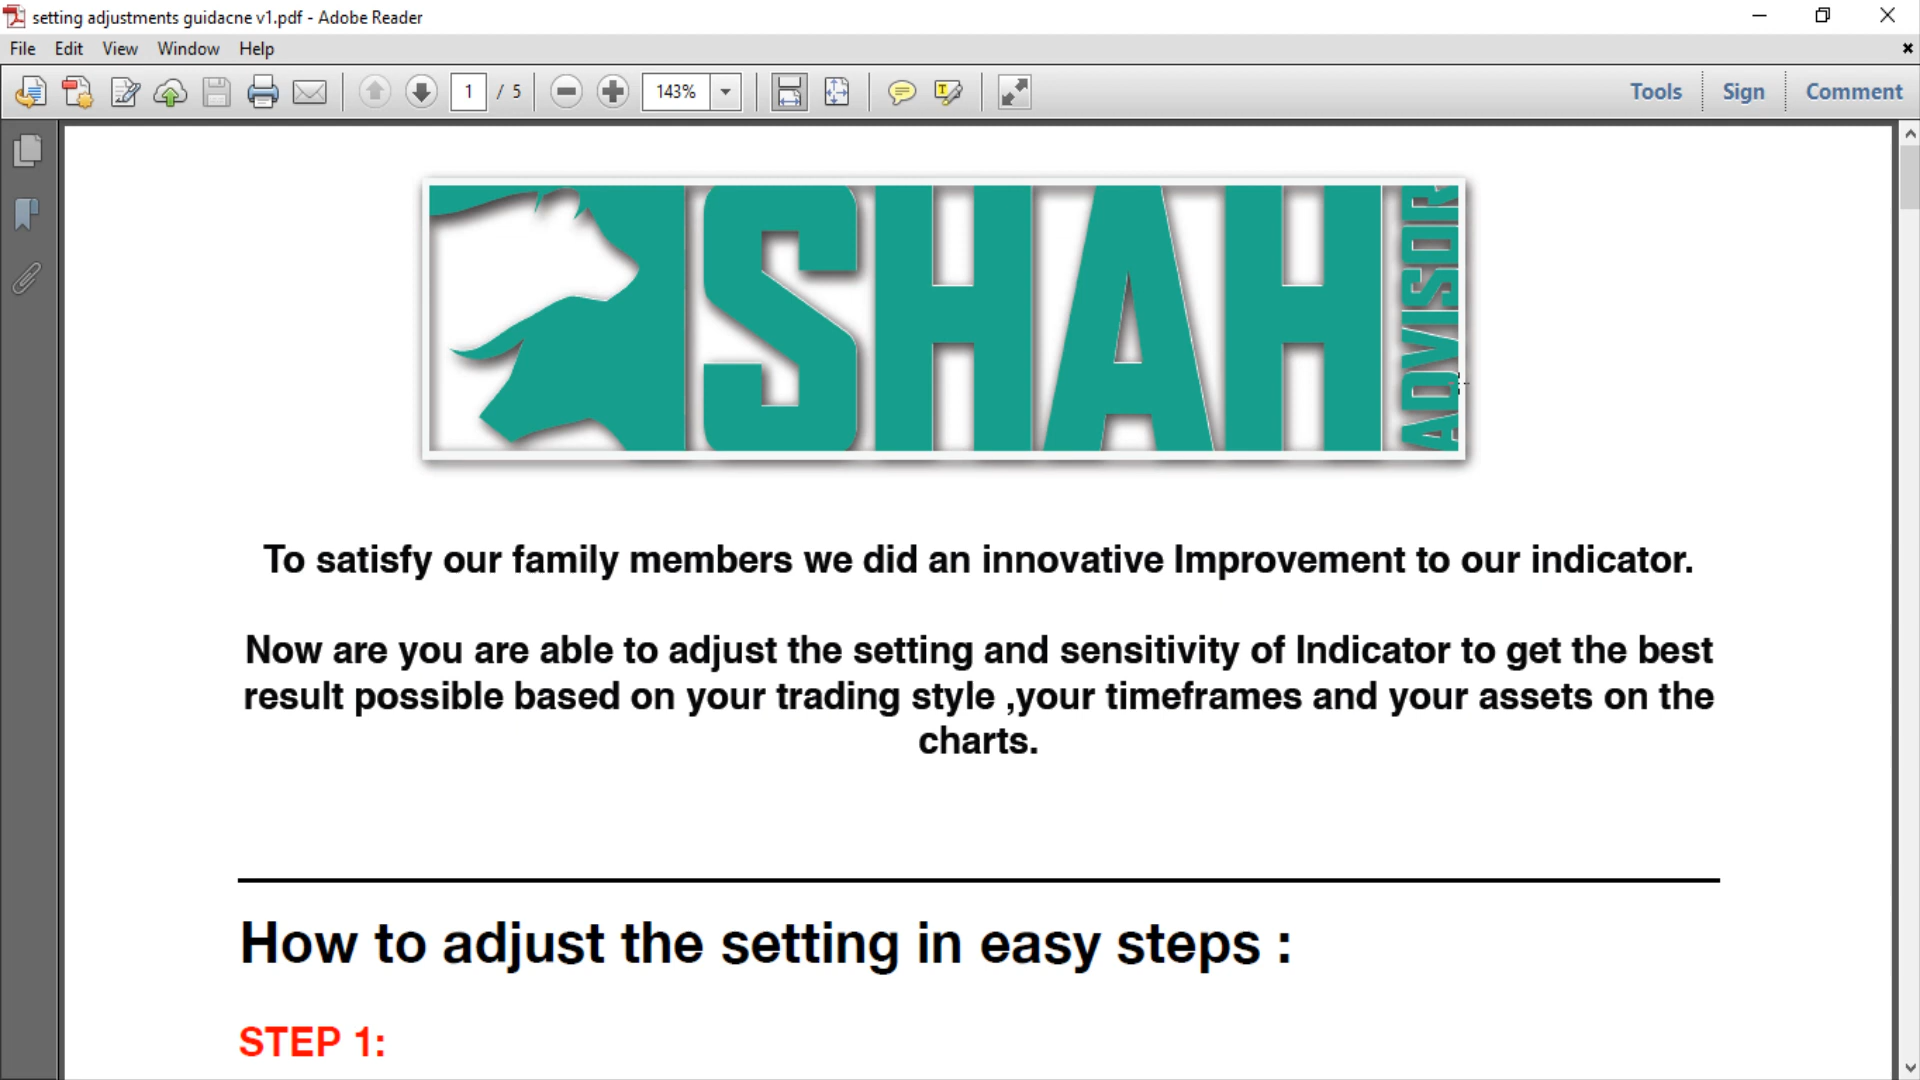 setting adjustments guidacne v1.pdf - Adobe Reader
File Edit View Window Help
1 / 5 143% Tools Sign Comment
SHAH ADVISOR
To satisfy our family members we did an innovative Improvement to our indicator.
Now are you are able to adjust the setting and sensitivity of Indicator to get the best
result possible based on your trading style ,your timeframes and your assets on the
charts.
How to adjust the setting in easy steps :
STEP 1: